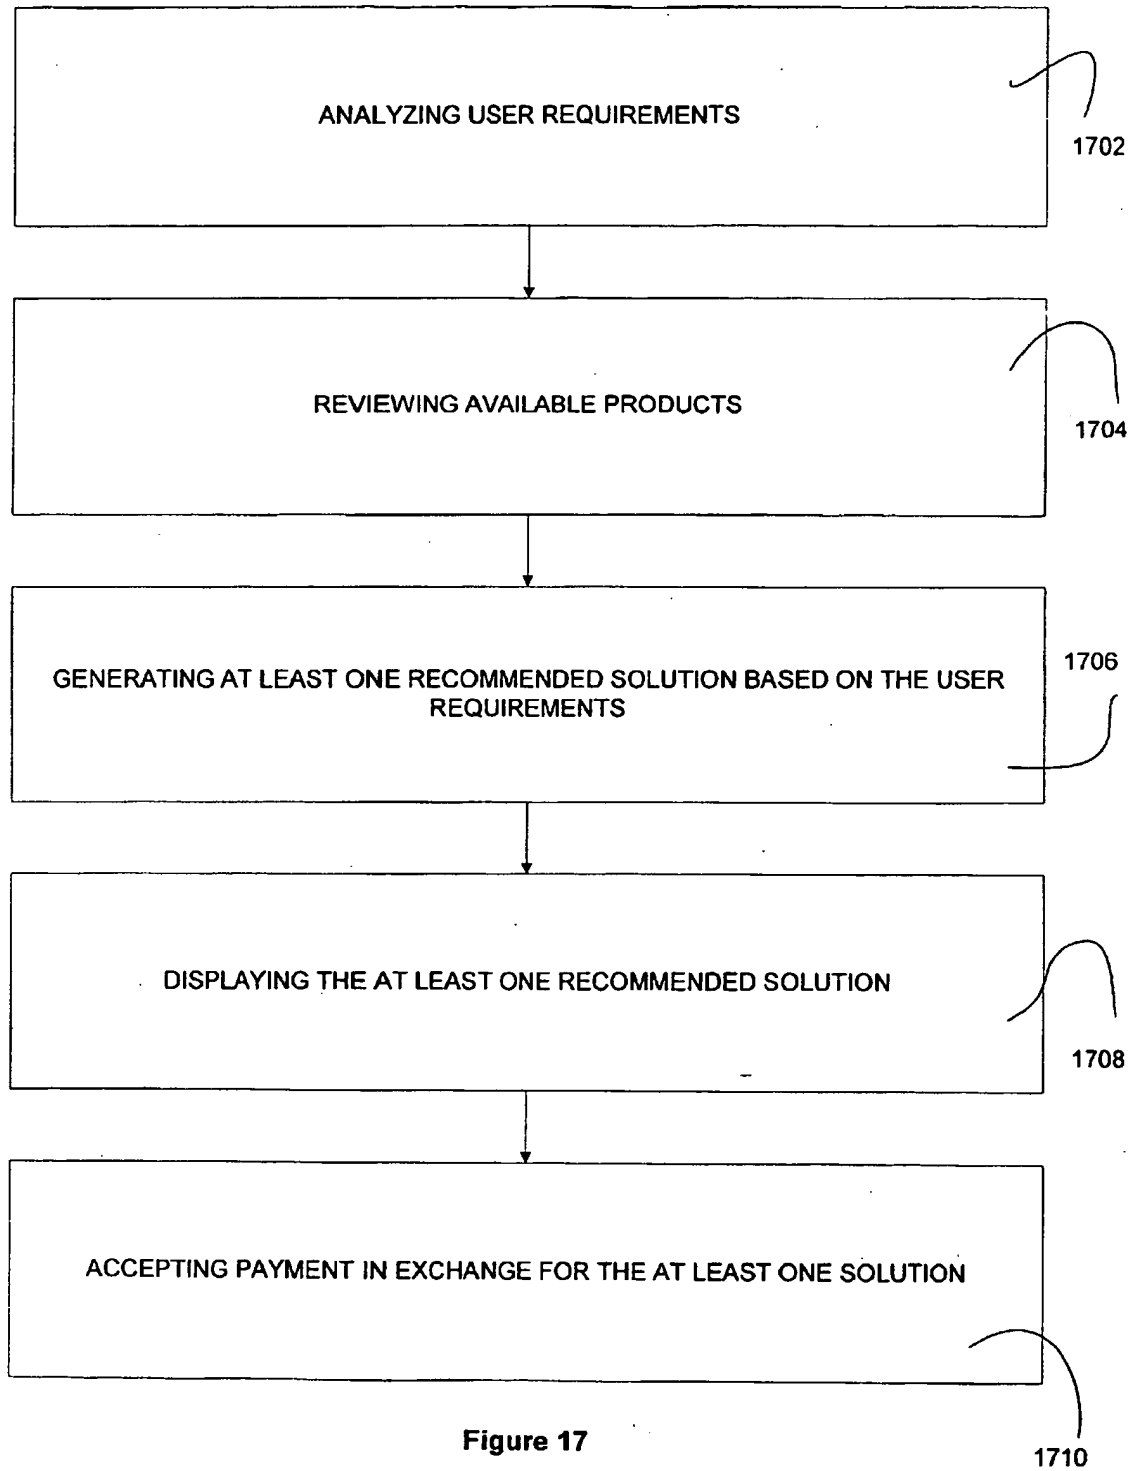 ANALYZING USER REQUIREMENTS
1702
REVIEWING AVAILABLE PRODUCTS
1704
GENERATING AT LEAST ONE RECOMMENDED SOLUTION BASED ON THE USER
REQUIREMENTS
1706
DISPLAYING THE AT LEAST ONE RECOMMENDED SOLUTION
1708
ACCEPTING PAYMENT IN EXCHANGE FOR THE AT LEAST ONE SOLUTION
1710
Figure 17